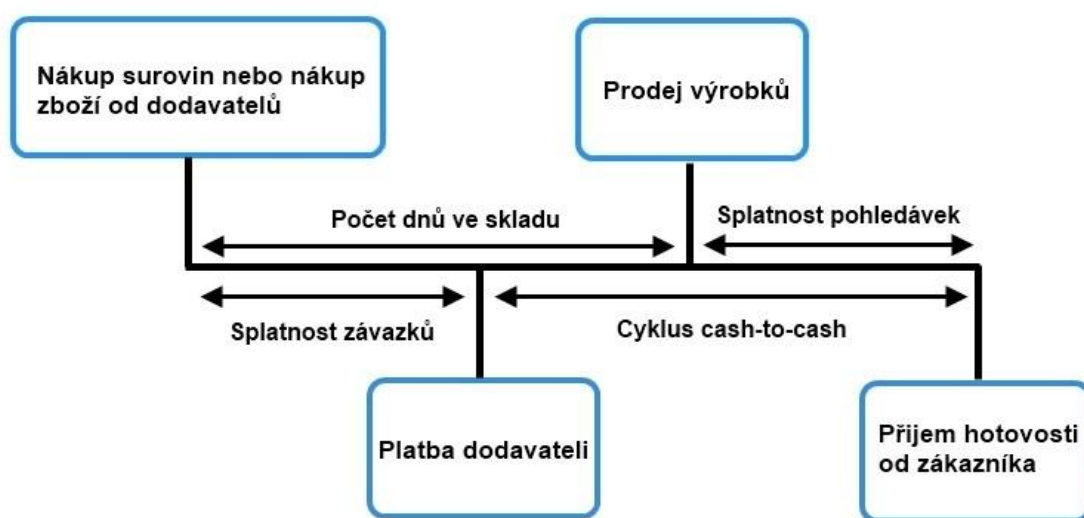 Nákup surovin nebo nákup
zboží od dodavatelů
Prodej výrobků
Počet dnů ve skladu
Splatnost pohledávek
Splatnost závazků
Cyklus cash-to-cash
Platba dodavateli
Přijem hotovosti
od zákazníka